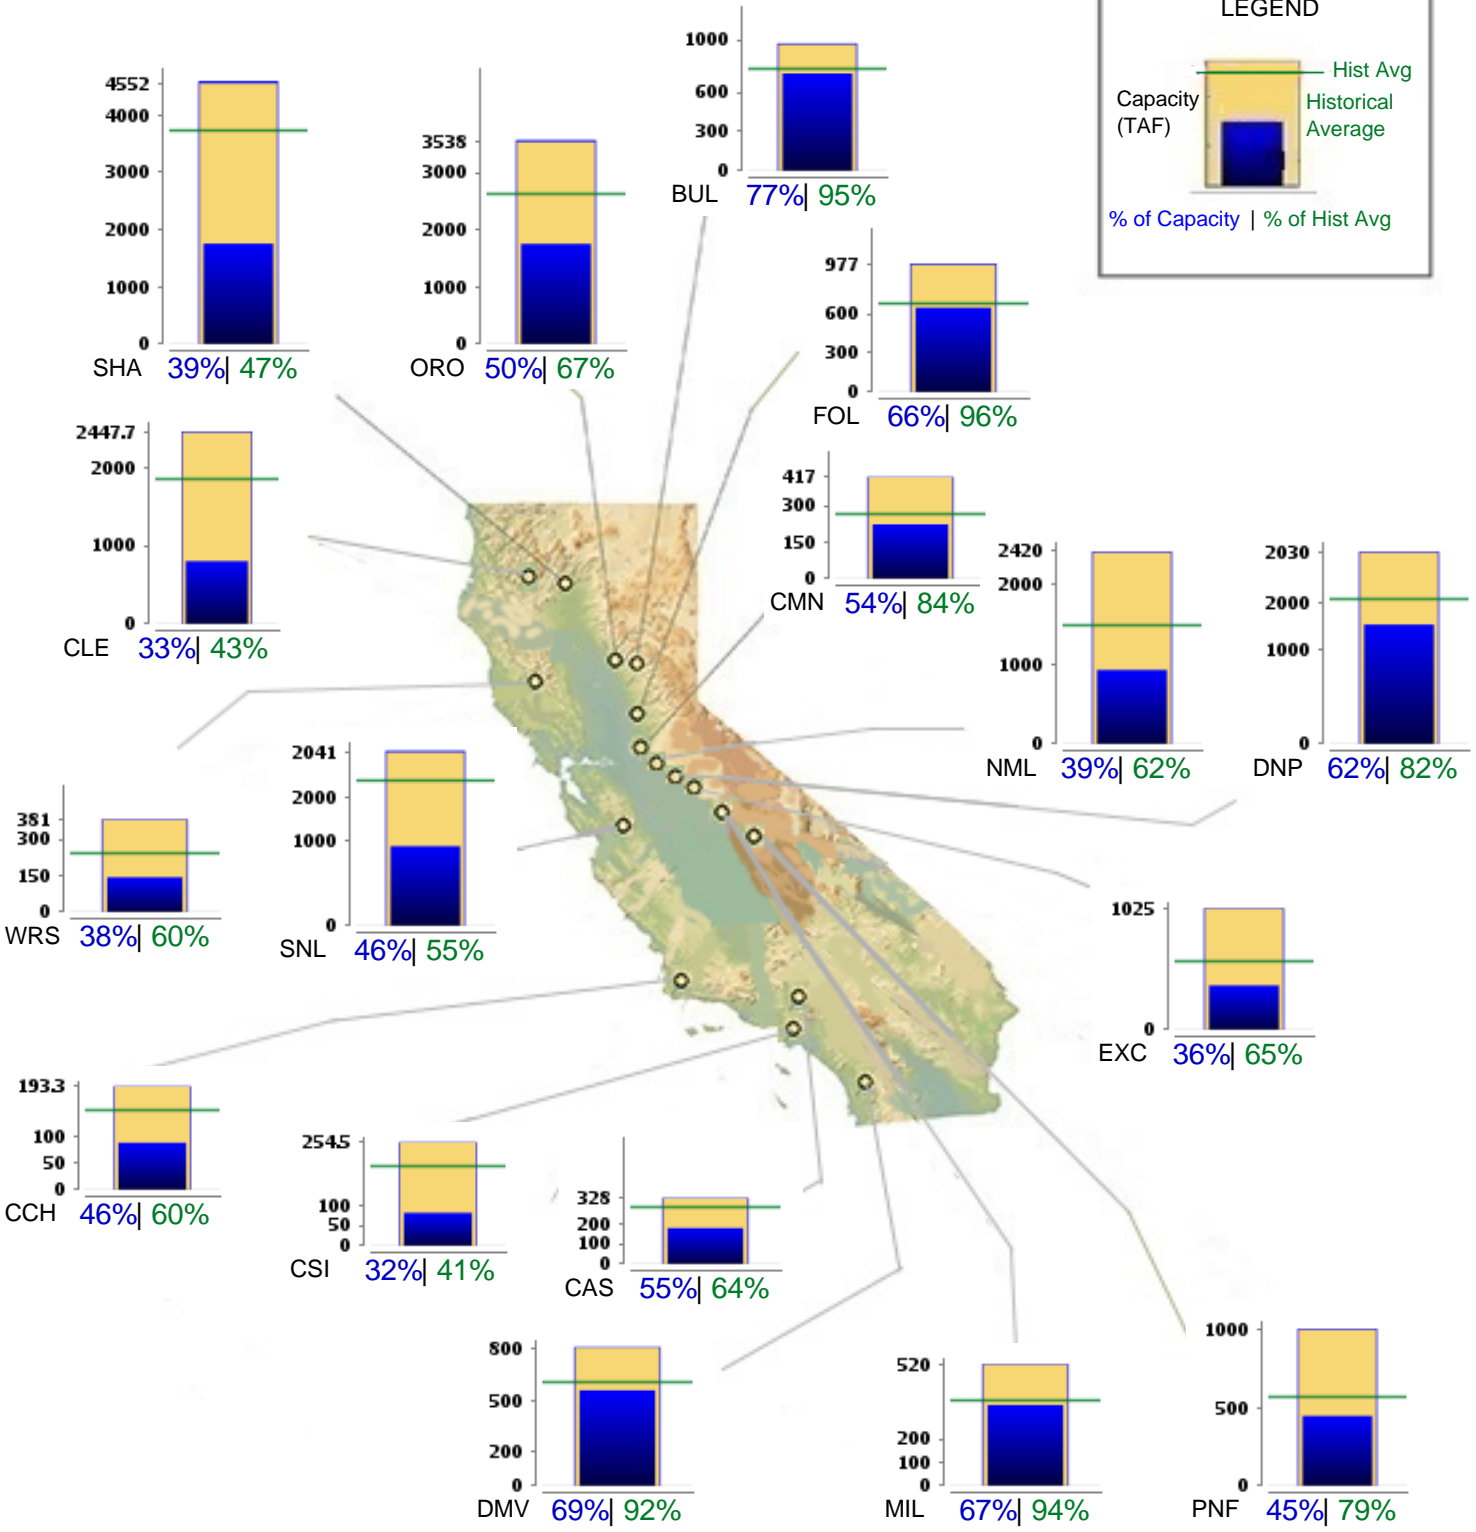 LEGEND
Hist Avg
Capacity
(TAF)
Historical
Average
% of Capacity | % of Hist Avg
1000
600
300
0
BUL 77%| 95%
4552
4000
3000
2000
1000
0
SHA 39%| 47%
3538
3000
2000
1000
0
ORO 50%| 67%
977
600
300
0
FOL 66%| 96%
2447.7
2000
1000
0
CLE 33%| 43%
417
300
150
0
CMN 54%| 84%
2420
2000
1000
0
NML 39%| 62%
2030
2000
1000
0
DNP 62%| 82%
381
300
150
0
WRS 38%| 60%
2041
2000
1000
0
SNL 46%| 55%
1025
0
EXC 36%| 65%
193.3
100
50
0
CCH 46%| 60%
254.5
100
50
0
CSI 32%| 41%
328
200
100
0
CAS 55%| 64%
800
500
200
0
DMV 69%| 92%
520
200
100
0
MIL 67%| 94%
1000
500
0
PNF 45%| 79%